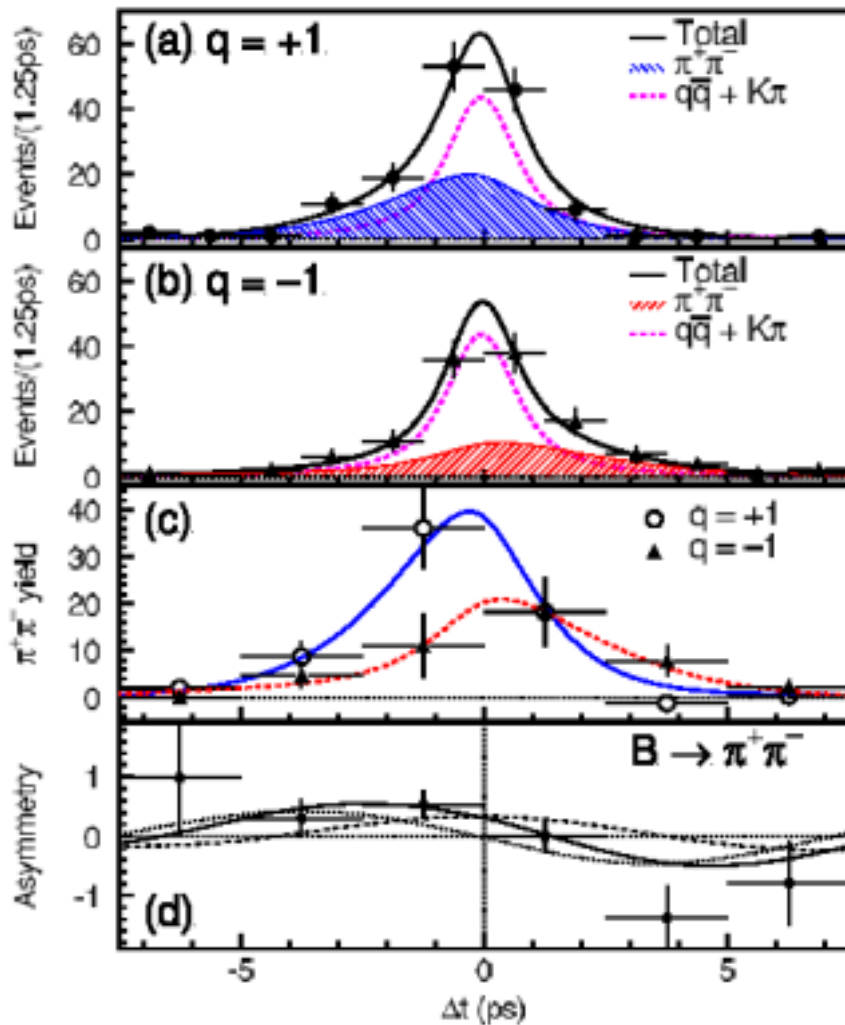 (a) q = +1
Total
π⁺π⁻
qq̅ + Kπ
Events/(1.25ps)
60
40
20
0
(b) q = −1
Total
π⁺π⁻
qq̅ + Kπ
Events/(1.25ps)
60
40
20
0
(c)
q = +1
q = −1
π⁺π⁻ yield
40
30
20
10
0
B → π⁺π⁻
Asymmetry
1
0
-1
(d)
-5
0
5
Δt (ps)